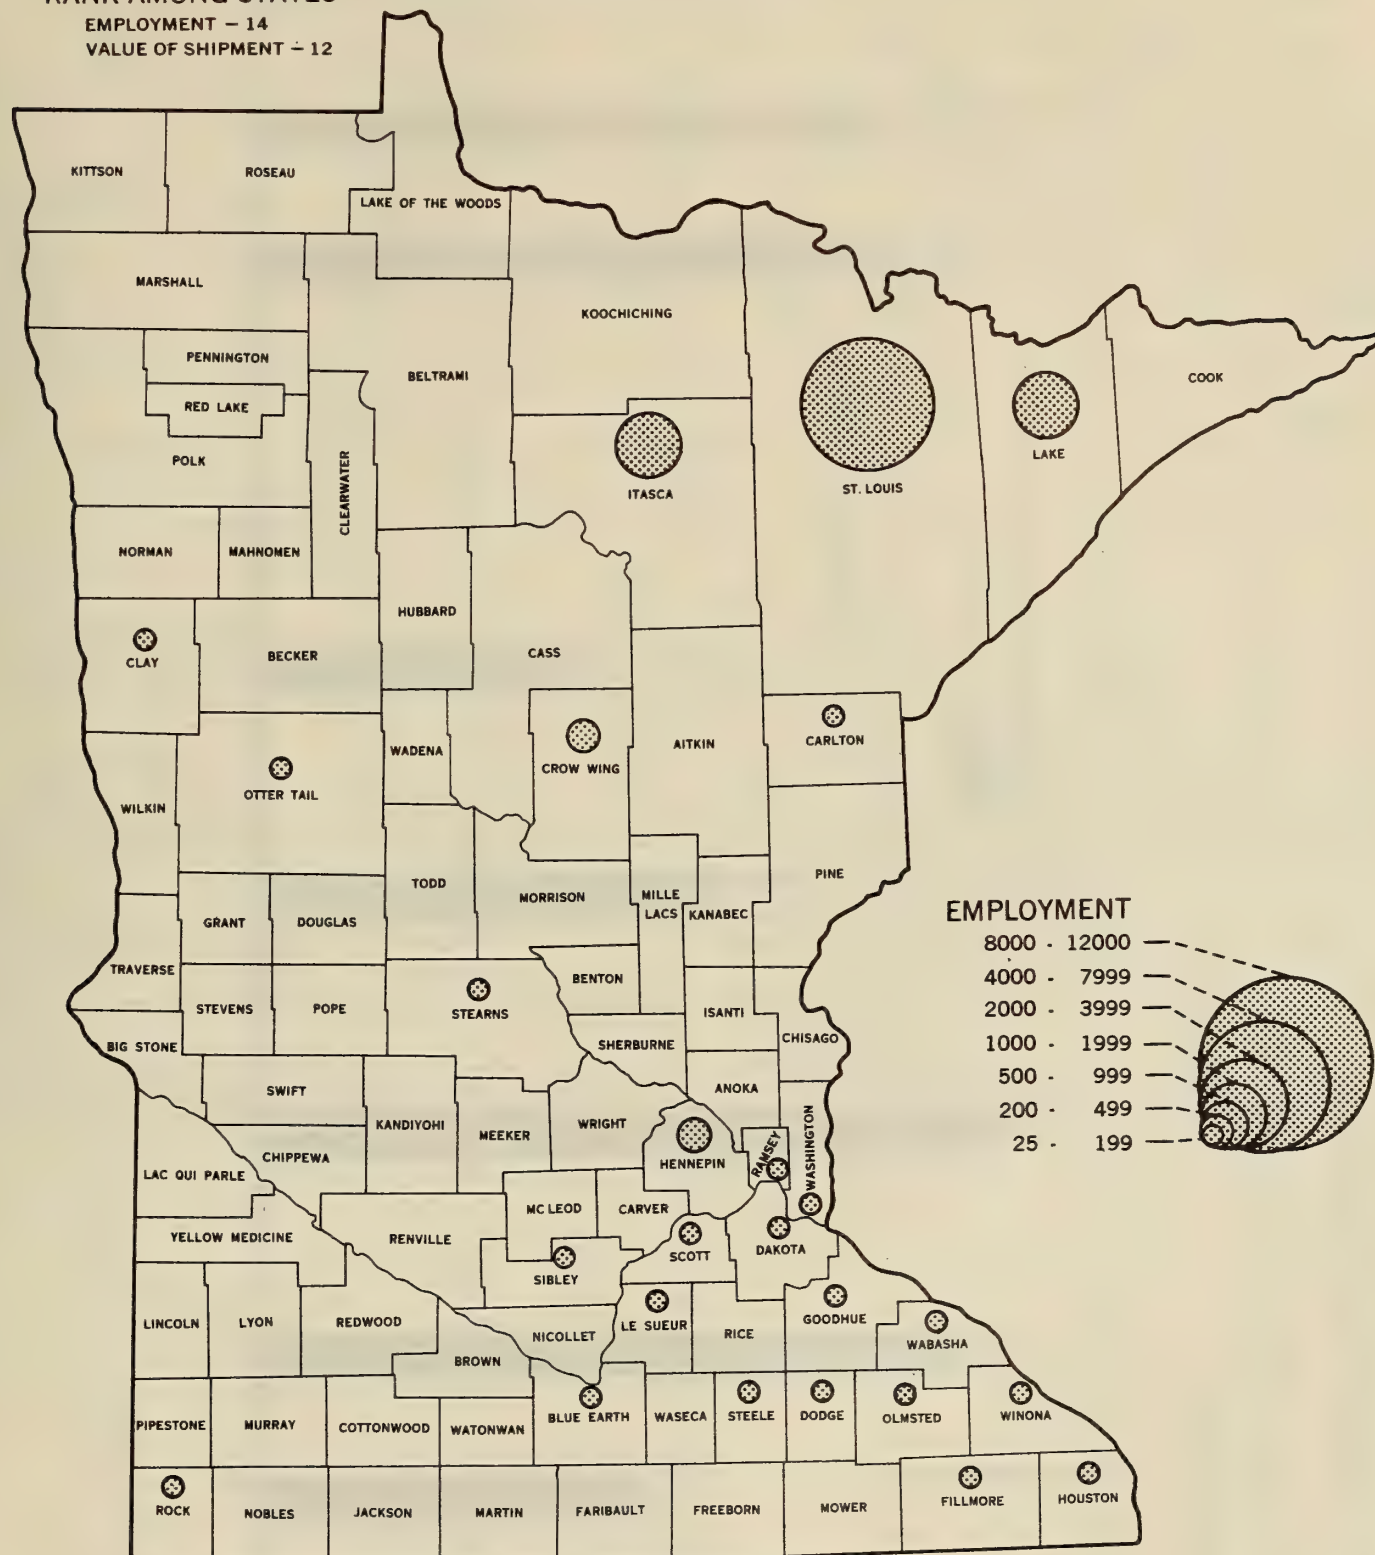 RANK AMONG STATES
EMPLOYMENT – 14
VALUE OF SHIPMENT – 12
KITTSON
ROSEAU
LAKE OF THE WOODS
MARSHALL
KOOCHICHING
PENNINGTON
BELTRAMI
COOK
RED LAKE
LAKE
POLK
CLEARWATER
ITASCA
ST. LOUIS
NORMAN
MAHNOMEN
HUBBARD
CLAY
BECKER
CASS
CARLTON
AITKIN
WADENA
CROW WING
OTTER TAIL
WILKIN
TODD
MORRISON
MILLE
LACS
KANABEC
PINE
GRANT
DOUGLAS
TRAVERSE
STEVENS
POPE
STEARNS
BENTON
ISANTI
CHISAGO
BIG STONE
SHERBURNE
SWIFT
ANOKA
KANDIYOHI
MEEKER
WRIGHT
HENNEPIN
RAMSEY
WASHINGTON
CHIPPEWA
LAC QUI PARLE
MC LEOD
CARVER
YELLOW MEDICINE
RENVILLE
SCOTT
DAKOTA
SIBLEY
LINCOLN
LYON
REDWOOD
NICOLLET
LE SUEUR
RICE
GOODHUE
WABASHA
BROWN
PIPESTONE
MURRAY
COTTONWOOD
WATONWAN
BLUE EARTH
WASECA
STEELE
DODGE
OLMSTED
WINONA
ROCK
NOBLES
JACKSON
MARTIN
FARIBAULT
FREEBORN
MOWER
FILLMORE
HOUSTON
EMPLOYMENT
8000 - 12000
4000 - 7999
2000 - 3999
1000 - 1999
500 - 999
200 - 499
25 - 199